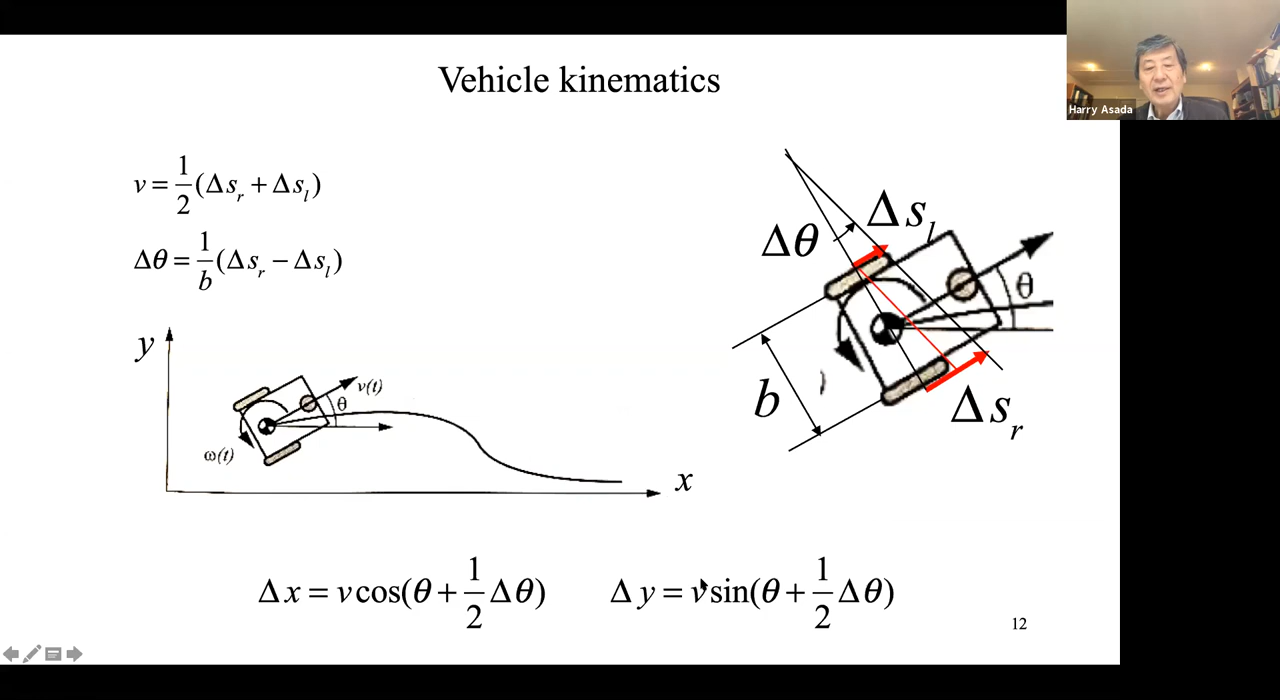 Vehicle kinematics
Harry Asada
v = 1/2 (Δs_r + Δs_l)
Δθ = 1/b (Δs_r − Δs_l)
Δs_l
Δθ
θ
b
Δs_r
y
v(t)
θ
ω(t)
x
Δx = v cos(θ + 1/2 Δθ)
Δy = v sin(θ + 1/2 Δθ)
12